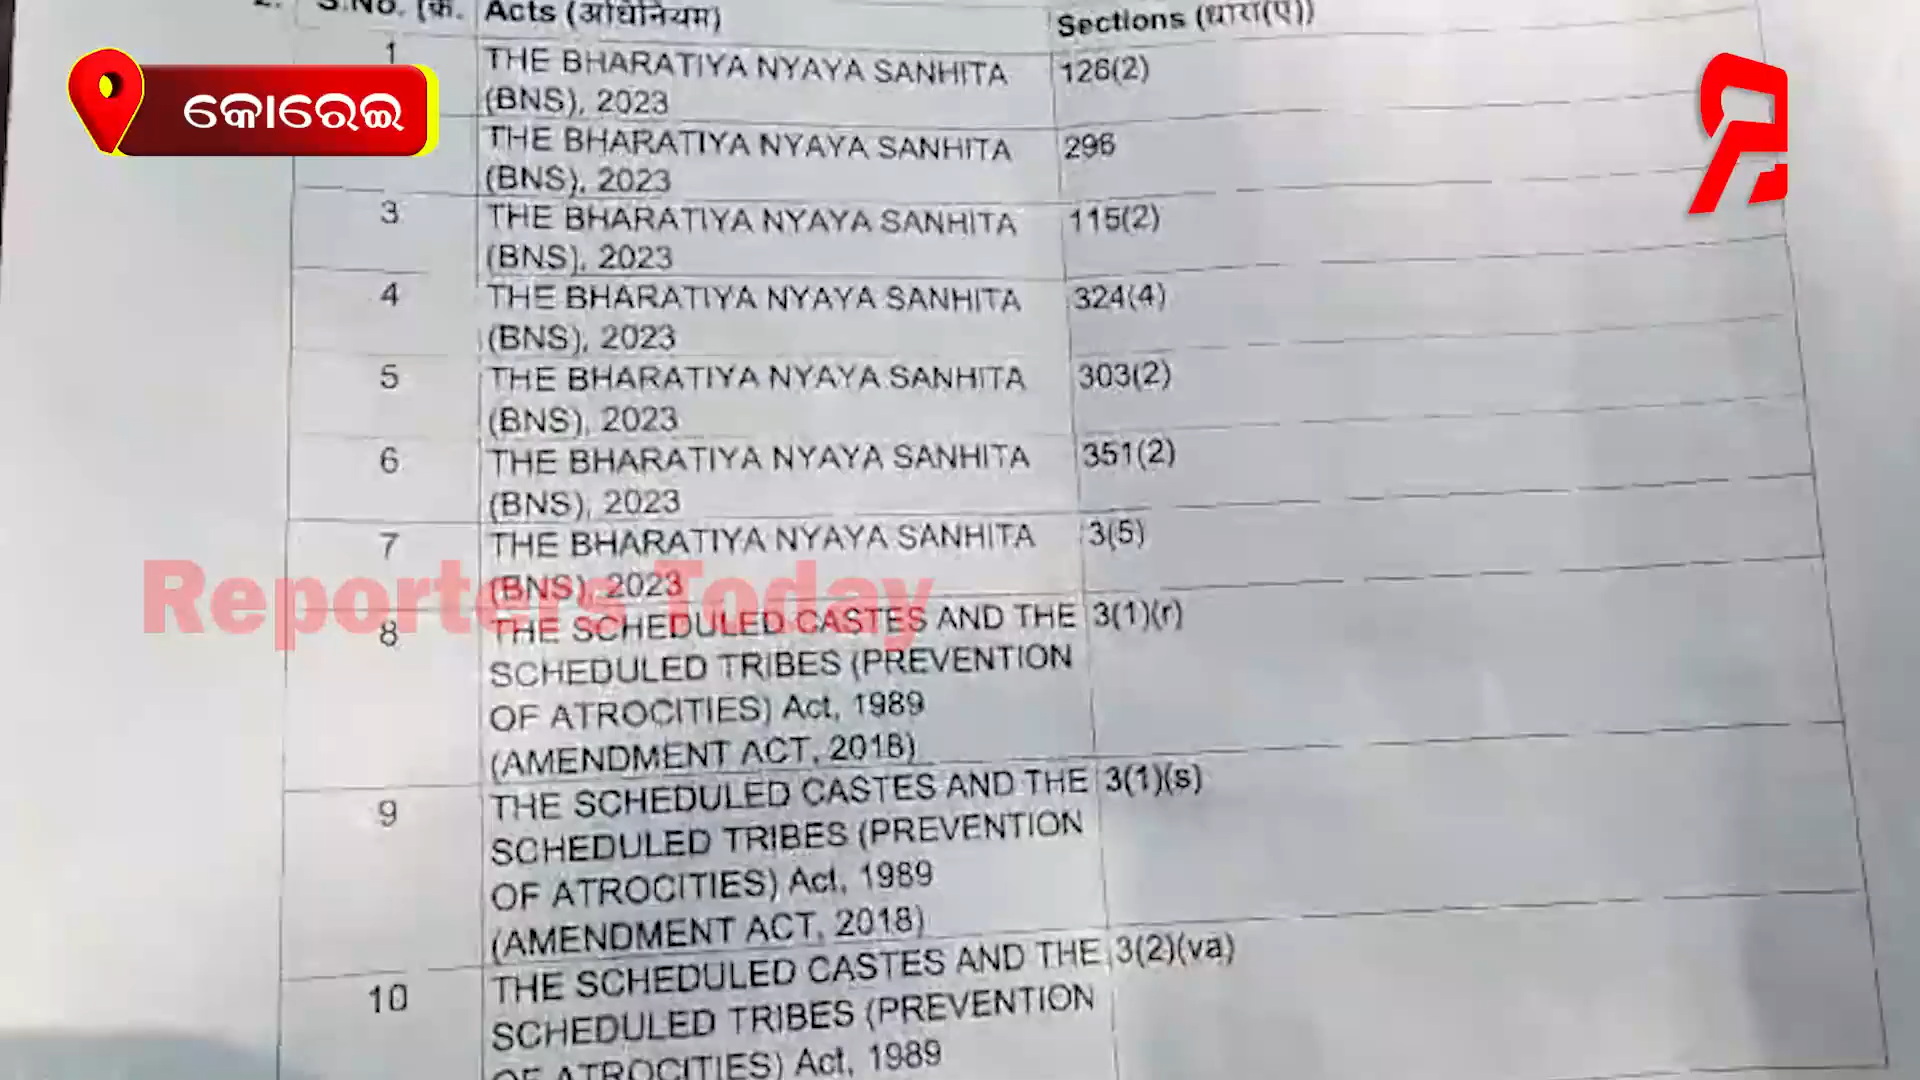 2. S.No. (क्र. Acts (अधिनियम) Sections (धारा(एँ))
1 THE BHARATIYA NYAYA SANHITA 126(2)
(BNS), 2023
THE BHARATIYA NYAYA SANHITA 296
(BNS), 2023
3 THE BHARATIYA NYAYA SANHITA 115(2)
(BNS), 2023
4 THE BHARATIYA NYAYA SANHITA 324(4)
(BNS), 2023
5 THE BHARATIYA NYAYA SANHITA 303(2)
(BNS), 2023
6 THE BHARATIYA NYAYA SANHITA 351(2)
(BNS), 2023
7 THE BHARATIYA NYAYA SANHITA 3(5)
(BNS), 2023
8 THE SCHEDULED CASTES AND THE 3(1)(r)
SCHEDULED TRIBES (PREVENTION
OF ATROCITIES) Act, 1989
(AMENDMENT ACT, 2018)
9 THE SCHEDULED CASTES AND THE 3(1)(s)
SCHEDULED TRIBES (PREVENTION
OF ATROCITIES) Act, 1989
(AMENDMENT ACT, 2018)
10 THE SCHEDULED CASTES AND THE 3(2)(va)
SCHEDULED TRIBES (PREVENTION
OF ATROCITIES) Act, 1989
କୋରେଇ
Reporters Today